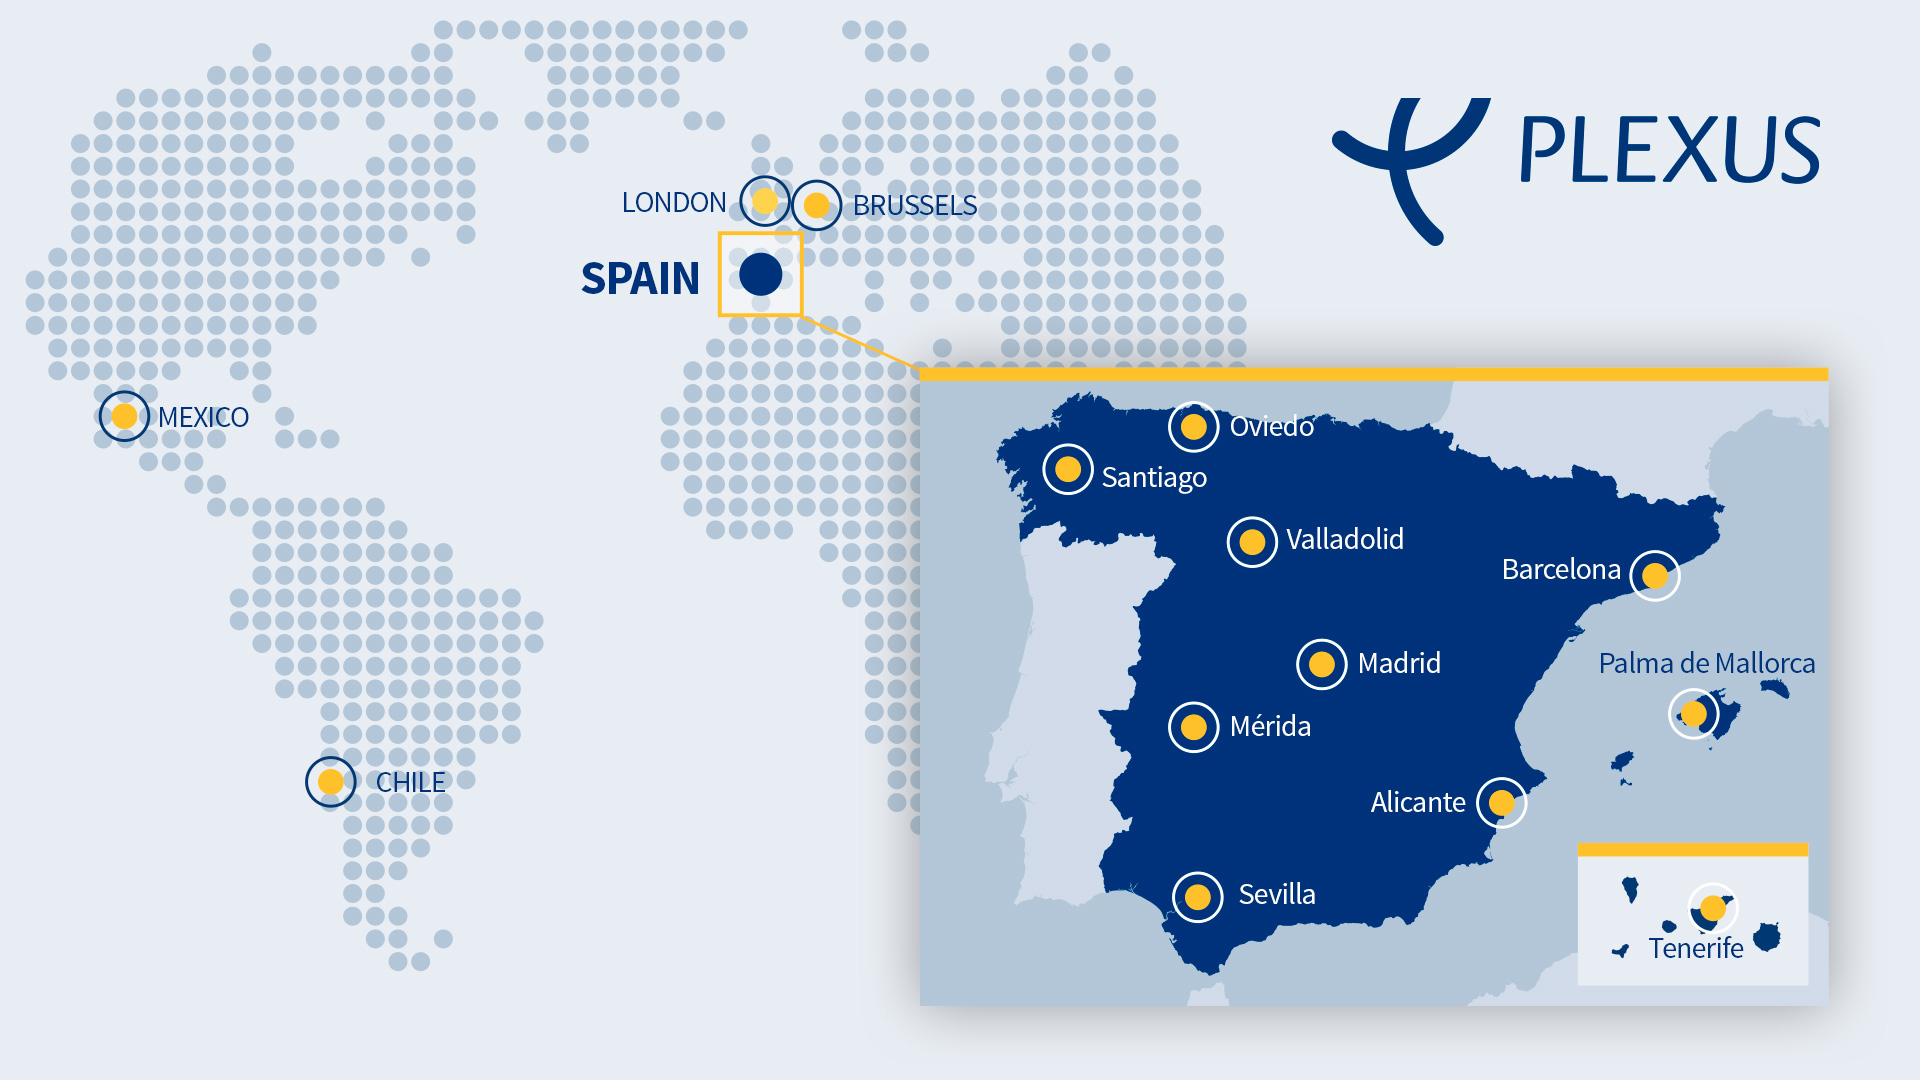 PLEXUS
LONDON
BRUSSELS
SPAIN
MEXICO
CHILE
Oviedo
Santiago
Valladolid
Barcelona
Madrid
Palma de Mallorca
Mérida
Alicante
Sevilla
Tenerife